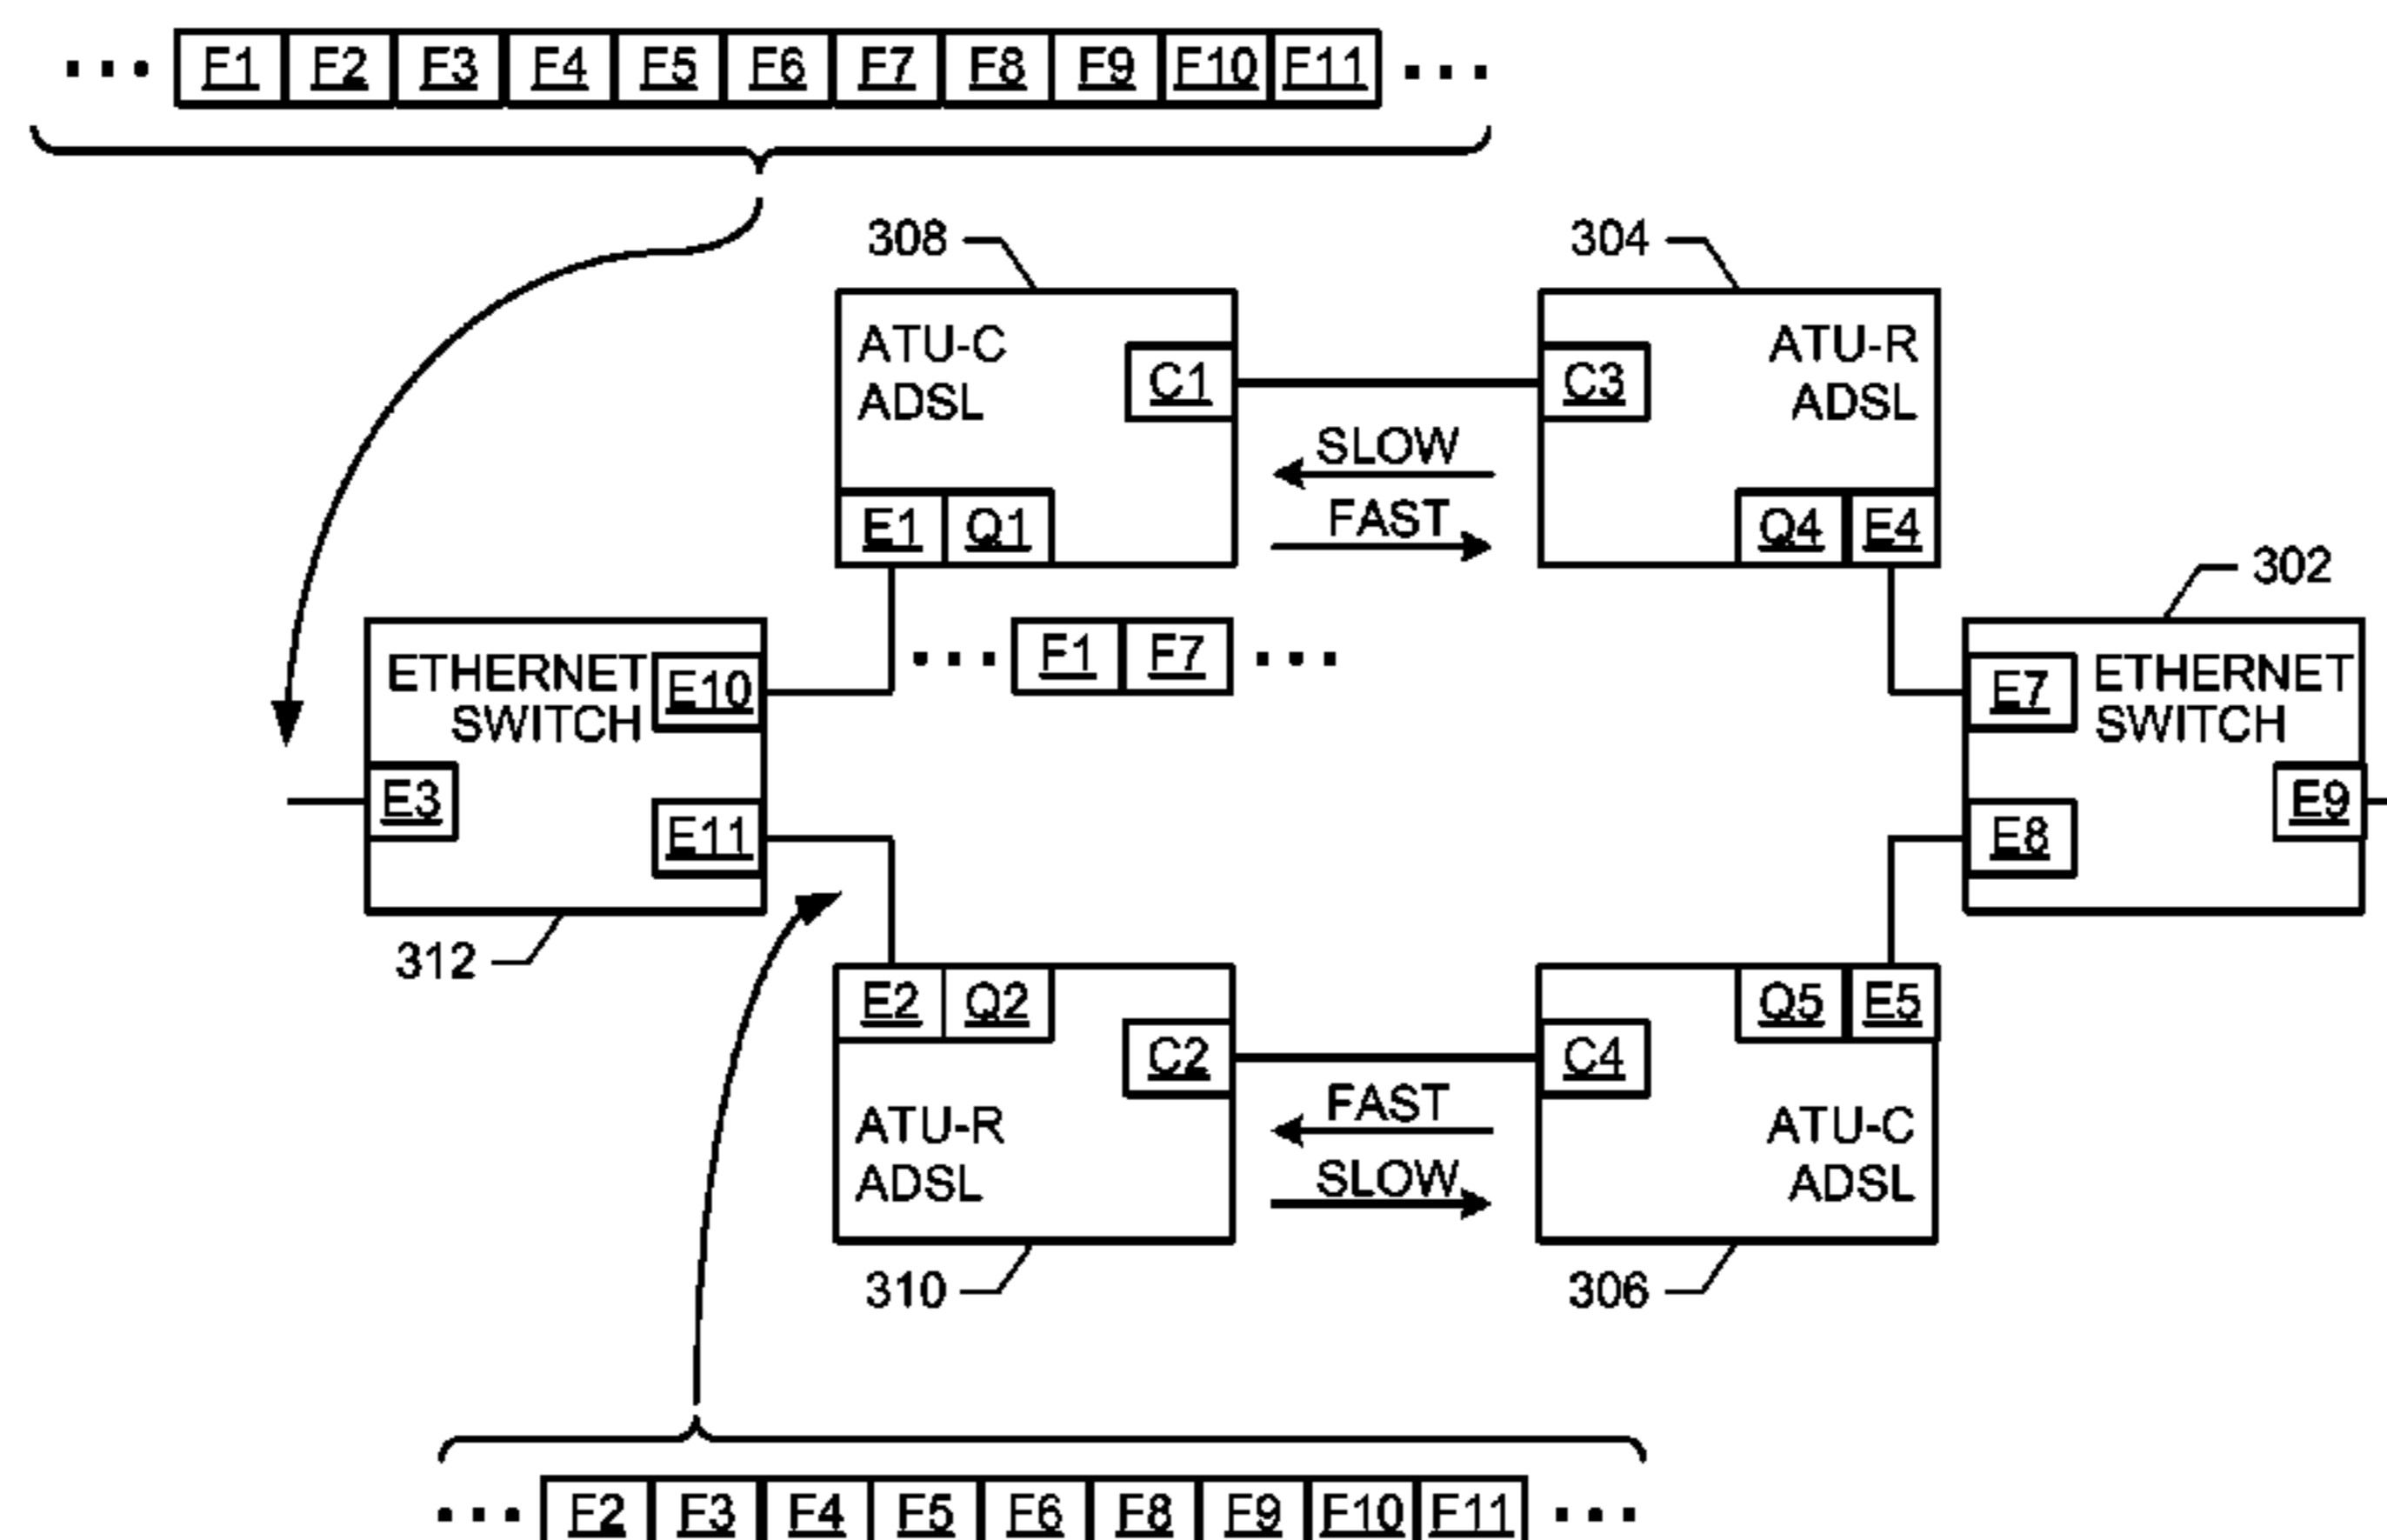 ... F1 F2 F3 F4 F5 F6 F7 F8 F9 F10 F11 ...
308
304
ATU-C
ADSL
C1
C3
ATU-R
ADSL
SLOW
FAST
E1 Q1
Q4 E4
302
... F1 F7 ...
ETHERNET
SWITCH
E10
E3
E11
312
E7
ETHERNET
SWITCH
E8
E9
E2 Q2
C2
ATU-R
ADSL
310
Q5 E5
C4
FAST
SLOW
ATU-C
ADSL
306
... F2 F3 F4 F5 F6 F8 F9 F10 F11 ...